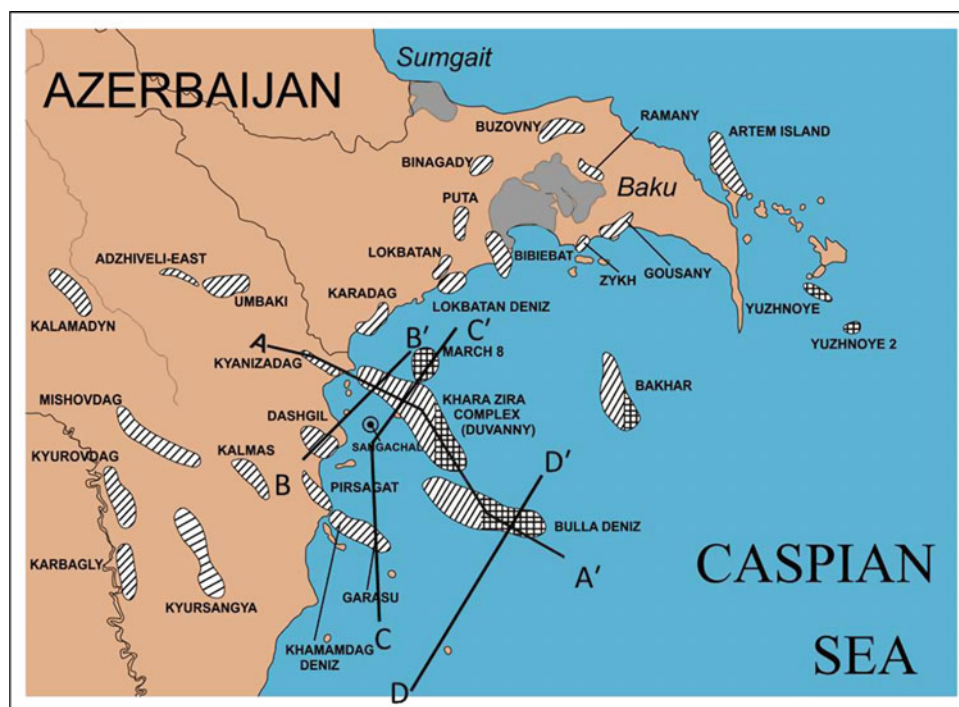 Sumgait
AZERBAIJAN
BUZOVNY
RAMANY
ARTEM ISLAND
BINAGADY
Baku
PUTA
LOKBATAN
BIBIEBAT
ZYKH
GOUSANY
ADZHIVELI-EAST
UMBAKI
KARADAG
LOKBATAN DENIZ
YUZHNOYE
KALAMADYN
YUZHNOYE 2
A
B'
C'
KYANIZADAG
MARCH 8
BAKHAR
MISHOVDAG
KHARA ZIRA
COMPLEX
(DUVANNY)
DASHGIL
SANGACHAL
KYUROVDAG
KALMAS
B
PIRSAGAT
D'
BULLA DENIZ
KARBAGLY
KYURSANGYA
GARASU
A'
CASPIAN
SEA
KHAMAMDAG
DENIZ
C
D